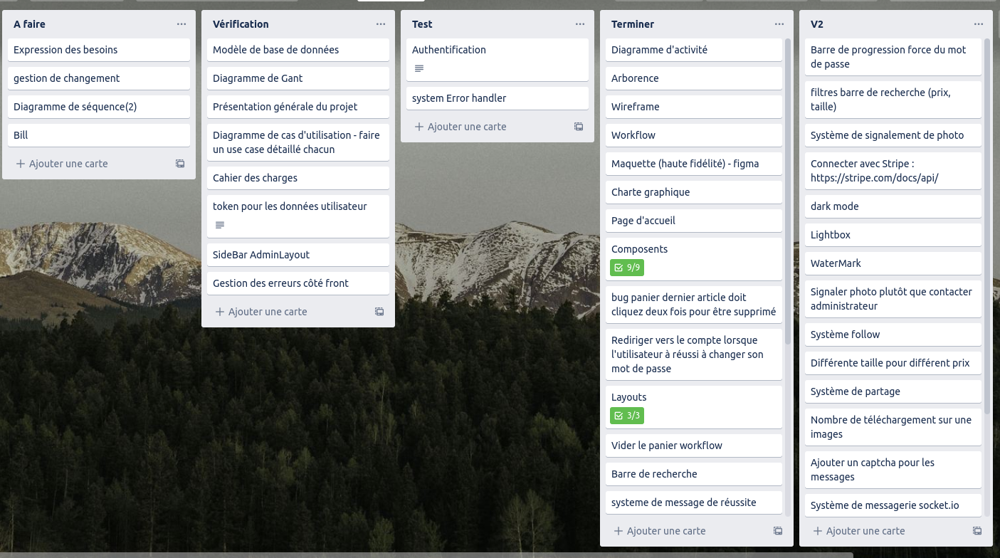 A faire
Expression des besoins
gestion de changement
Diagramme de séquence(2)
Bill
Ajouter une carte
Vérification
Modèle de base de données
Diagramme de Gant
Présentation générale du projet
Diagramme de cas d'utilisation - faire
un use case détaillé chacun
Cahier des charges
token pour les données utilisateur
SideBar AdminLayout
Gestion des erreurs côté front
Ajouter une carte
Test
Authentification
system Error handler
Ajouter une carte
Terminer
Diagramme d'activité
Arborence
Wireframe
Workflow
Maquette (haute fidélité) - figma
Charte graphique
Page d'accueil
Composents
9/9
bug panier dernier article doit
cliquez deux fois pour être supprimé
Rediriger vers le compte lorsque
l'utilisateur à réussi à changer son
mot de passe
Layouts
3/3
Vider le panier workflow
Barre de recherche
systeme de message de réussite
Ajouter une carte
V2
Barre de progression force du mot
de passe
filtres barre de recherche (prix,
taille)
Système de signalement de photo
Connecter avec Stripe :
https://stripe.com/docs/api/
dark mode
Lightbox
WaterMark
Signaler photo plutôt que contacter
administrateur
Système follow
Différente taille pour différent prix
Système de partage
Nombre de téléchargement sur une
images
Ajouter un captcha pour les
messages
Système de messagerie socket.io
Ajouter une carte